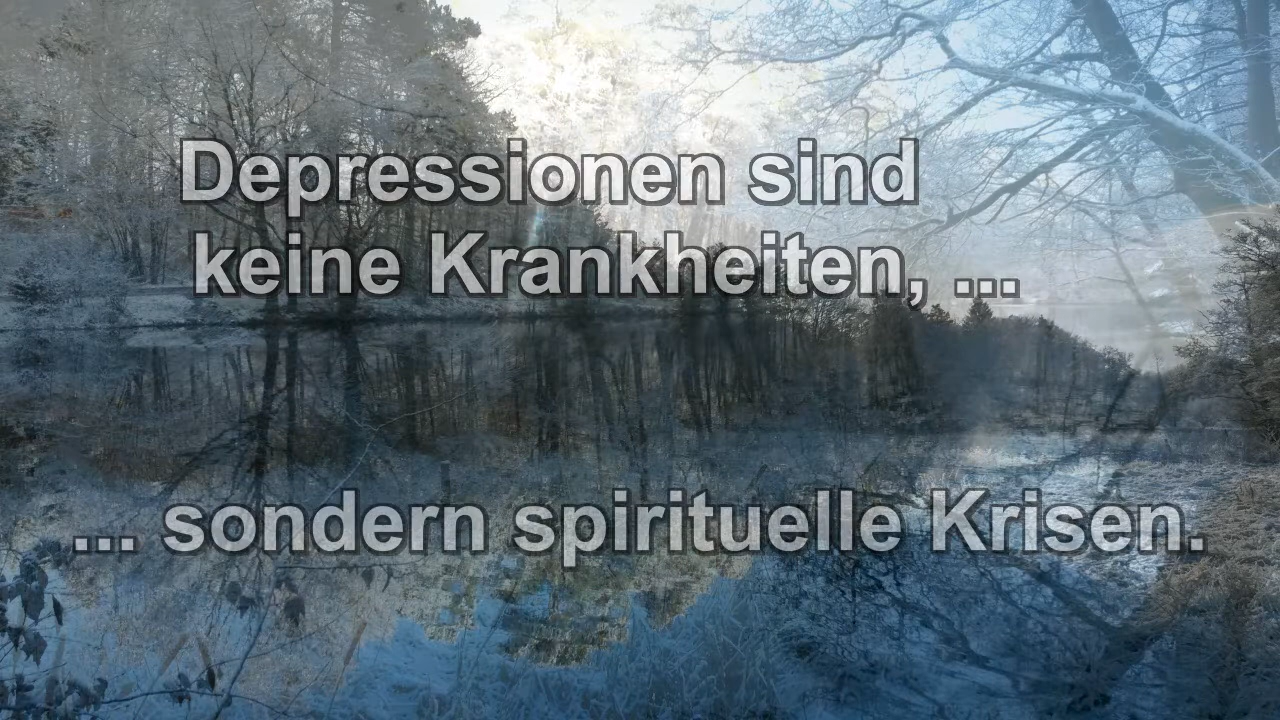 Depressionen sind
keine Krankheiten, ...
... sondern spirituelle Krisen.